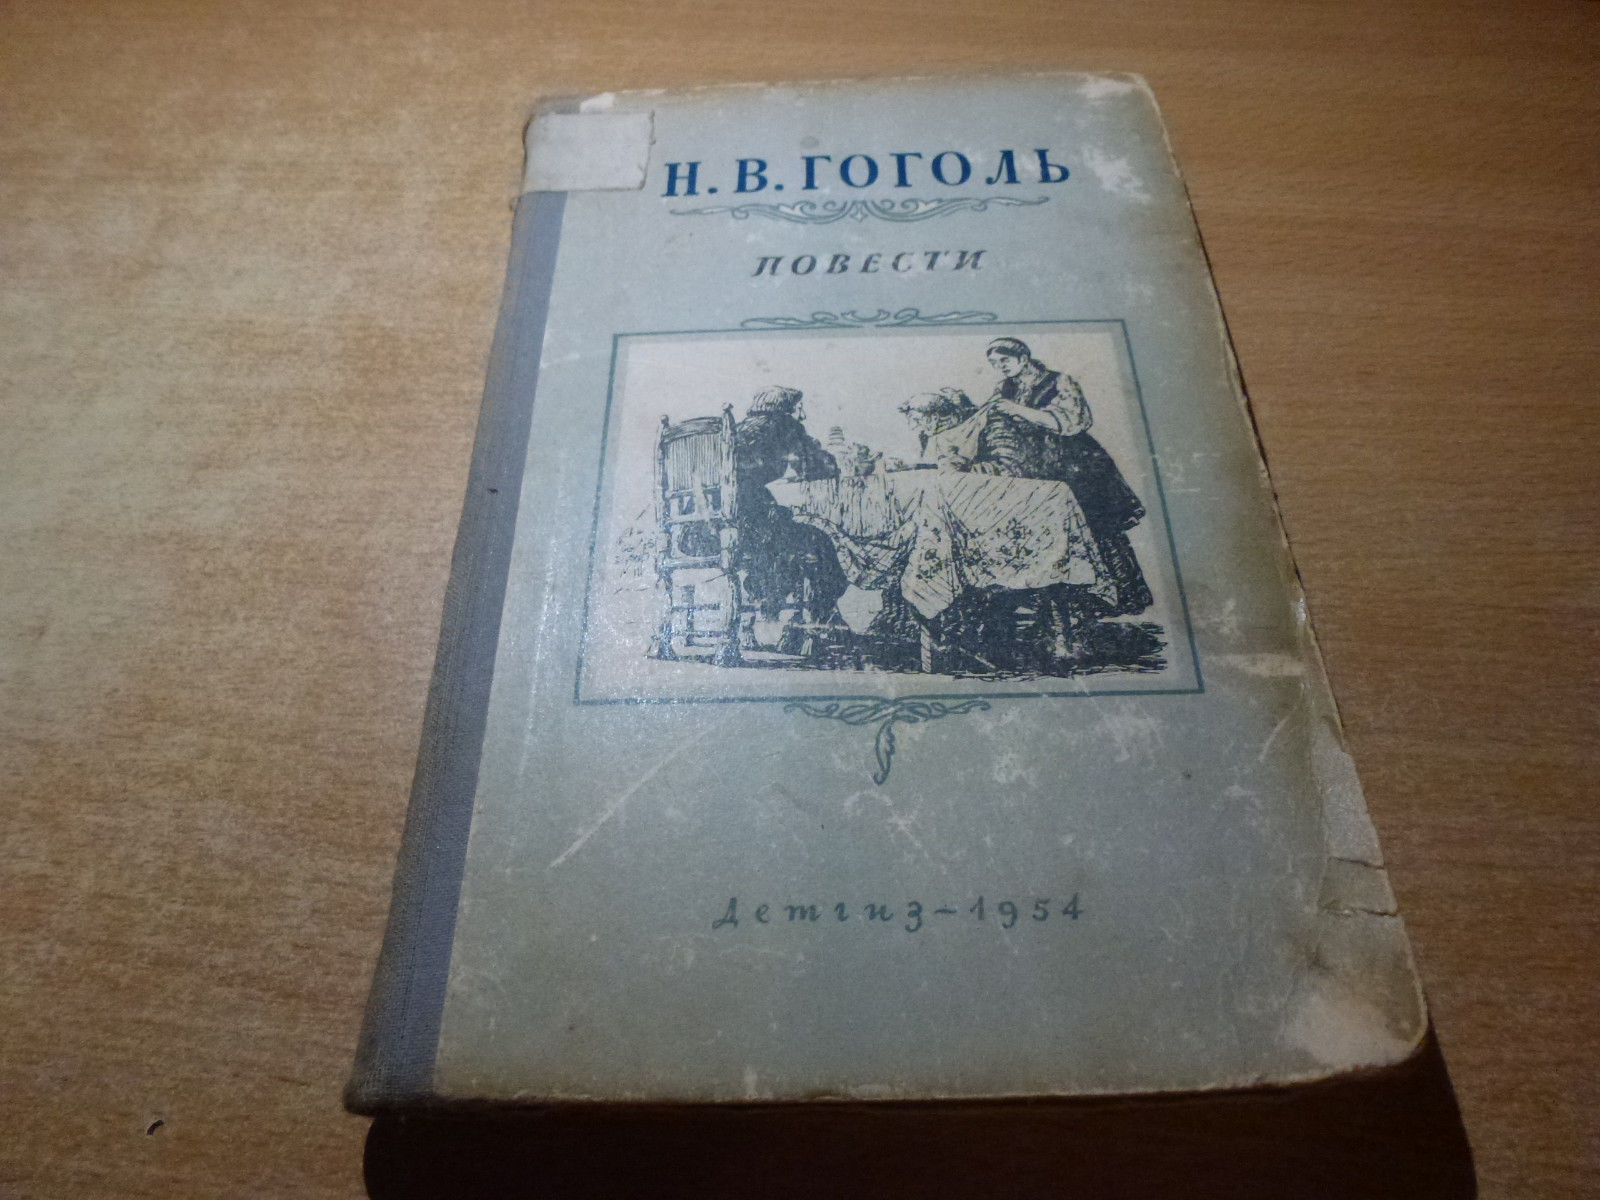 Н. В. ГОГОЛЬ
ПОВЕСТИ
Детгиз - 1954